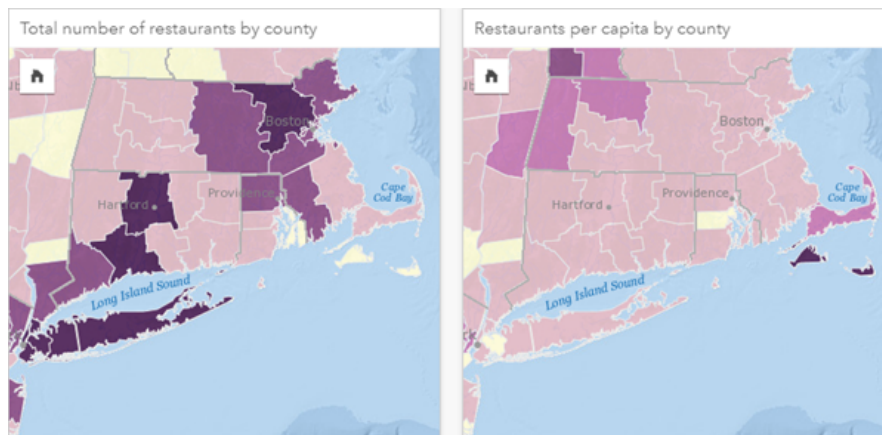 Total number of restaurants by county
Boston
Hartford
Providence
Cape
Cod Bay
Long Island Sound
Restaurants per capita by county
Boston
Hartford
Providence
Cape
Cod Bay
Long Island Sound